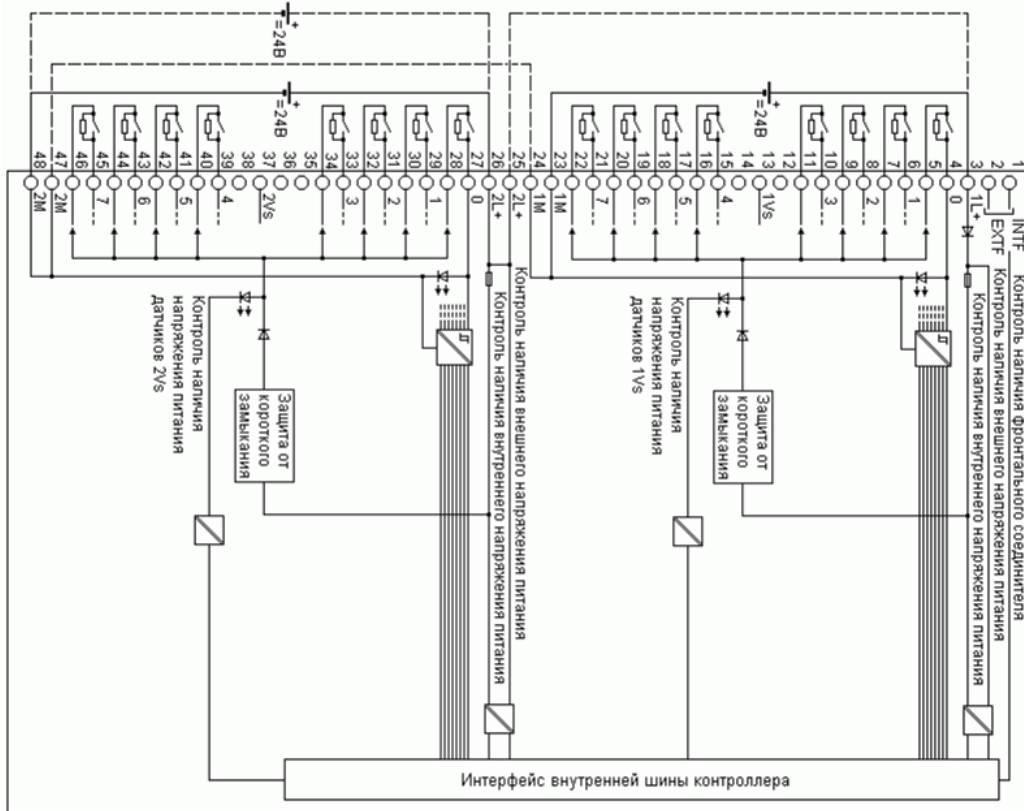 1
INTF
Контроль наличия фронтального соединителя
2
EXTF
Контроль наличия внешнего напряжения питания
3
1L+
Контроль наличия внутреннего напряжения питания
4
0
5
6
1
7
8
2
9
10
3
11
12
13
1Vs
14
=24В
+
Защита от
короткого
замыкания
15
4
16
17
5
18
Контроль наличия
напряжения питания
датчиков 1Vs
19
6
20
21
7
22
23
1M
24
1M
25
2L+
Контроль наличия внешнего напряжения питания
26
2L+
Контроль наличия внутреннего напряжения питания
27
0
28
29
1
30
31
2
32
33
3
34
35
36
37
2Vs
38
=24В
+
=24В
+
Защита от
короткого
замыкания
39
4
40
41
5
42
Контроль наличия
напряжения питания
датчиков 2Vs
43
6
44
45
7
46
47
2M
48
2M
Интерфейс внутренней шины контроллера